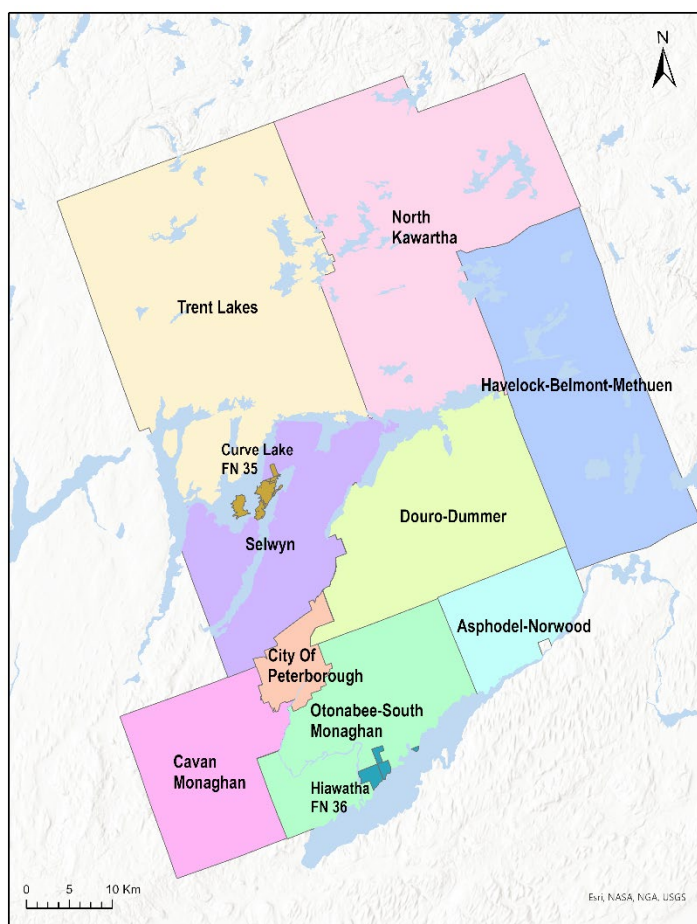 N
North
Kawartha
Trent Lakes
Havelock-Belmont-Methuen
Curve Lake
FN 35
Douro-Dummer
Selwyn
Asphodel-Norwood
City Of
Peterborough
Otonabee-South
Monaghan
Cavan
Monaghan
Hiawatha
FN 36
0 5 10 Km
Esri, NASA, NGA, USGS